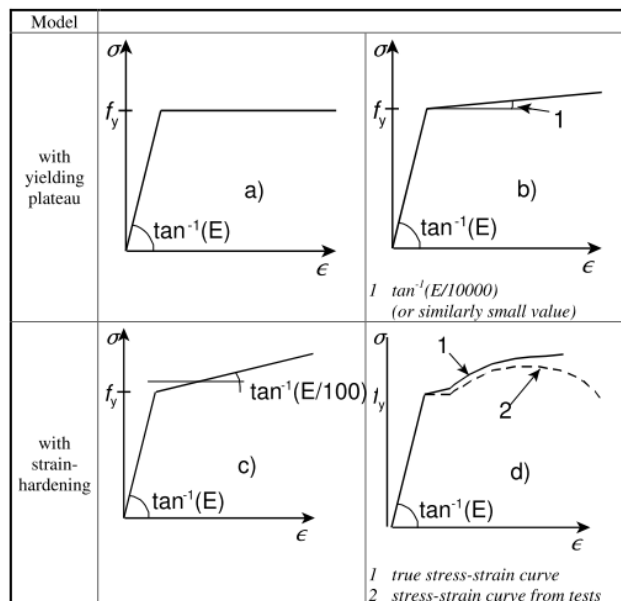 Model
with
yielding
plateau
σ
f_y
a)
tan⁻¹(E)
ϵ
σ
f_y
1
b)
tan⁻¹(E)
ϵ
1 tan⁻¹(E/10000)
(or similarly small value)
with
strain-
hardening
σ
f_y
tan⁻¹(E/100)
c)
tan⁻¹(E)
ϵ
σ
1
f_y
2
d)
tan⁻¹(E)
ϵ
1 true stress-strain curve
2 stress-strain curve from tests